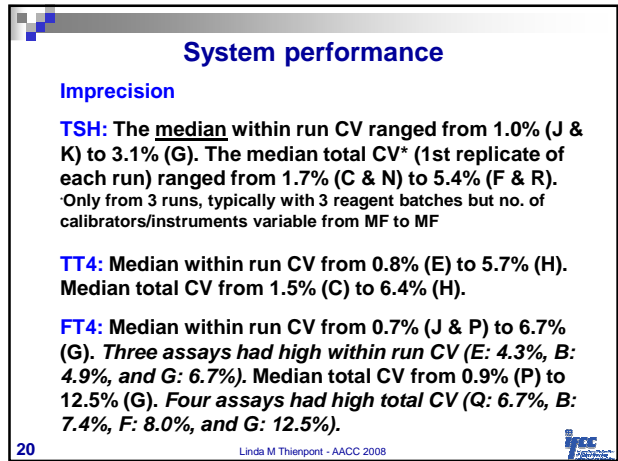 System performance
Imprecision
TSH: The median within run CV ranged from 1.0% (J &
K) to 3.1% (G). The median total CV* (1st replicate of
each run) ranged from 1.7% (C & N) to 5.4% (F & R).
*Only from 3 runs, typically with 3 reagent batches but no. of
calibrators/instruments variable from MF to MF
TT4: Median within run CV from 0.8% (E) to 5.7% (H).
Median total CV from 1.5% (C) to 6.4% (H).
FT4: Median within run CV from 0.7% (J & P) to 6.7%
(G). Three assays had high within run CV (E: 4.3%, B:
4.9%, and G: 6.7%). Median total CV from 0.9% (P) to
12.5% (G). Four assays had high total CV (Q: 6.7%, B:
7.4%, F: 8.0%, and G: 12.5%).
20
Linda M Thienpont - AACC 2008
IFCC